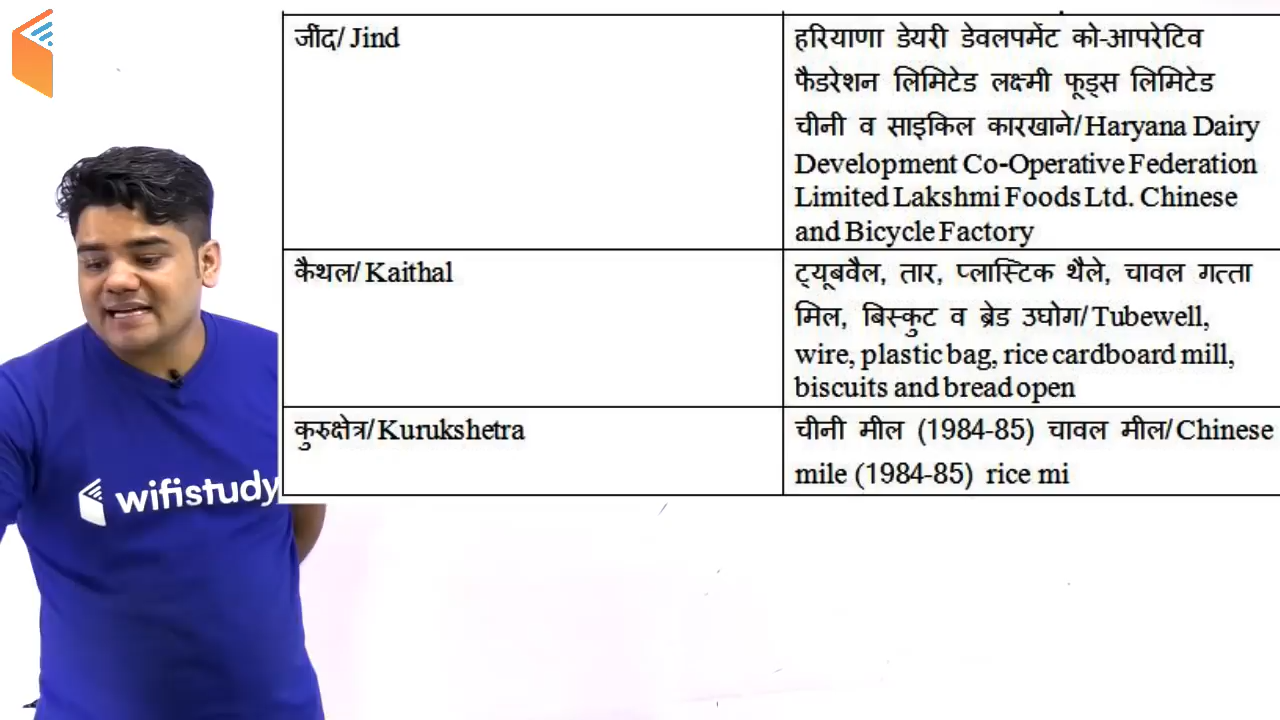 जींद/ Jind
हरियाणा डेयरी डेवलपमेंट को-आपरेटिव
फैडरेशन लिमिटेड लक्ष्मी फूड्स लिमिटेड
चीनी व साइकिल कारखाने/ Haryana Dairy
Development Co-Operative Federation
Limited Lakshmi Foods Ltd. Chinese
and Bicycle Factory
कैथल/ Kaithal
ट्यूबवैल, तार, प्लास्टिक थैले, चावल गत्ता
मिल, बिस्कुट व ब्रेड उघोग/ Tubewell,
wire, plastic bag, rice cardboard mill,
biscuits and bread open
कुरुक्षेत्र/ Kurukshetra
चीनी मील (1984-85) चावल मील/ Chinese
mile (1984-85) rice mi
wifistudy